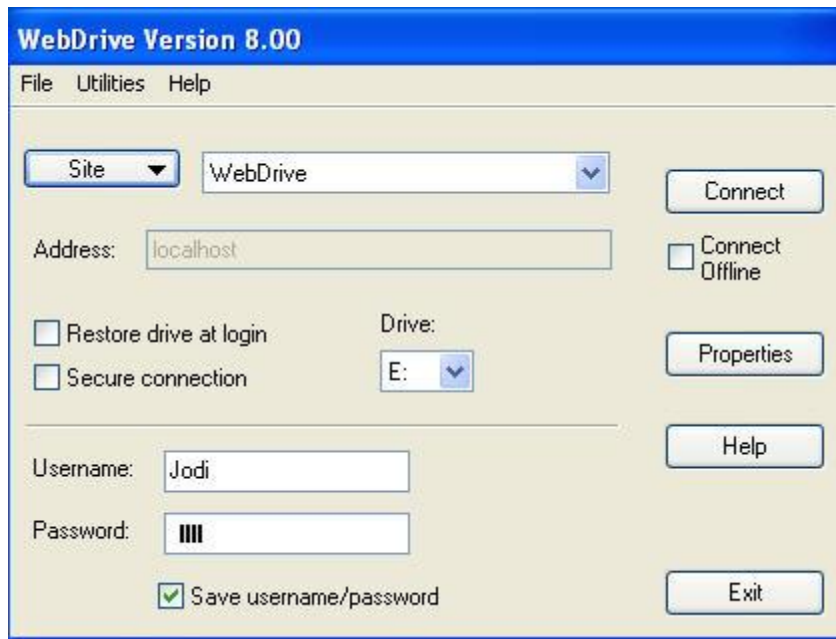 WebDrive Version 8.00
File Utilities Help
Site WebDrive
Connect
Address: localhost
Connect
Offline
Restore drive at login
Drive:
Secure connection
E:
Properties
Help
Username: Jodi
Password:
Save username/password
Exit